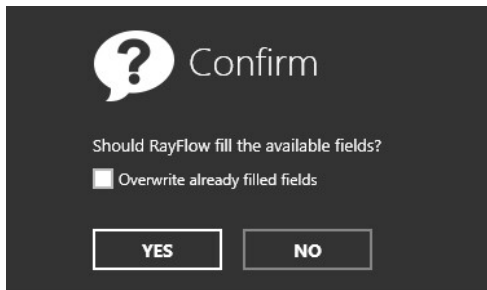 Confirm
Should RayFlow fill the available fields?
Overwrite already filled fields
YES NO